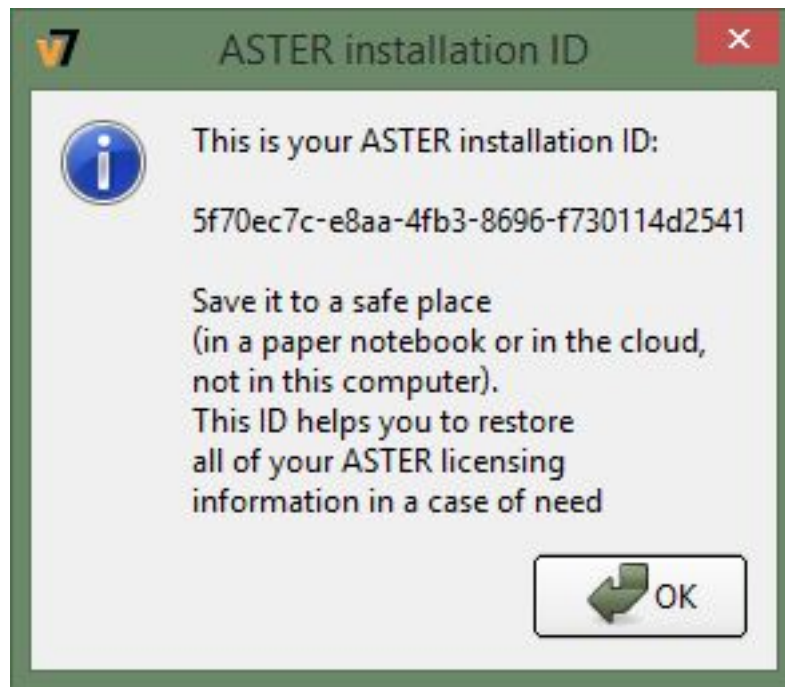 v7
ASTER installation ID
This is your ASTER installation ID:
5f70ec7c-e8aa-4fb3-8696-f730114d2541
Save it to a safe place
(in a paper notebook or in the cloud,
not in this computer).
This ID helps you to restore
all of your ASTER licensing
information in a case of need
OK